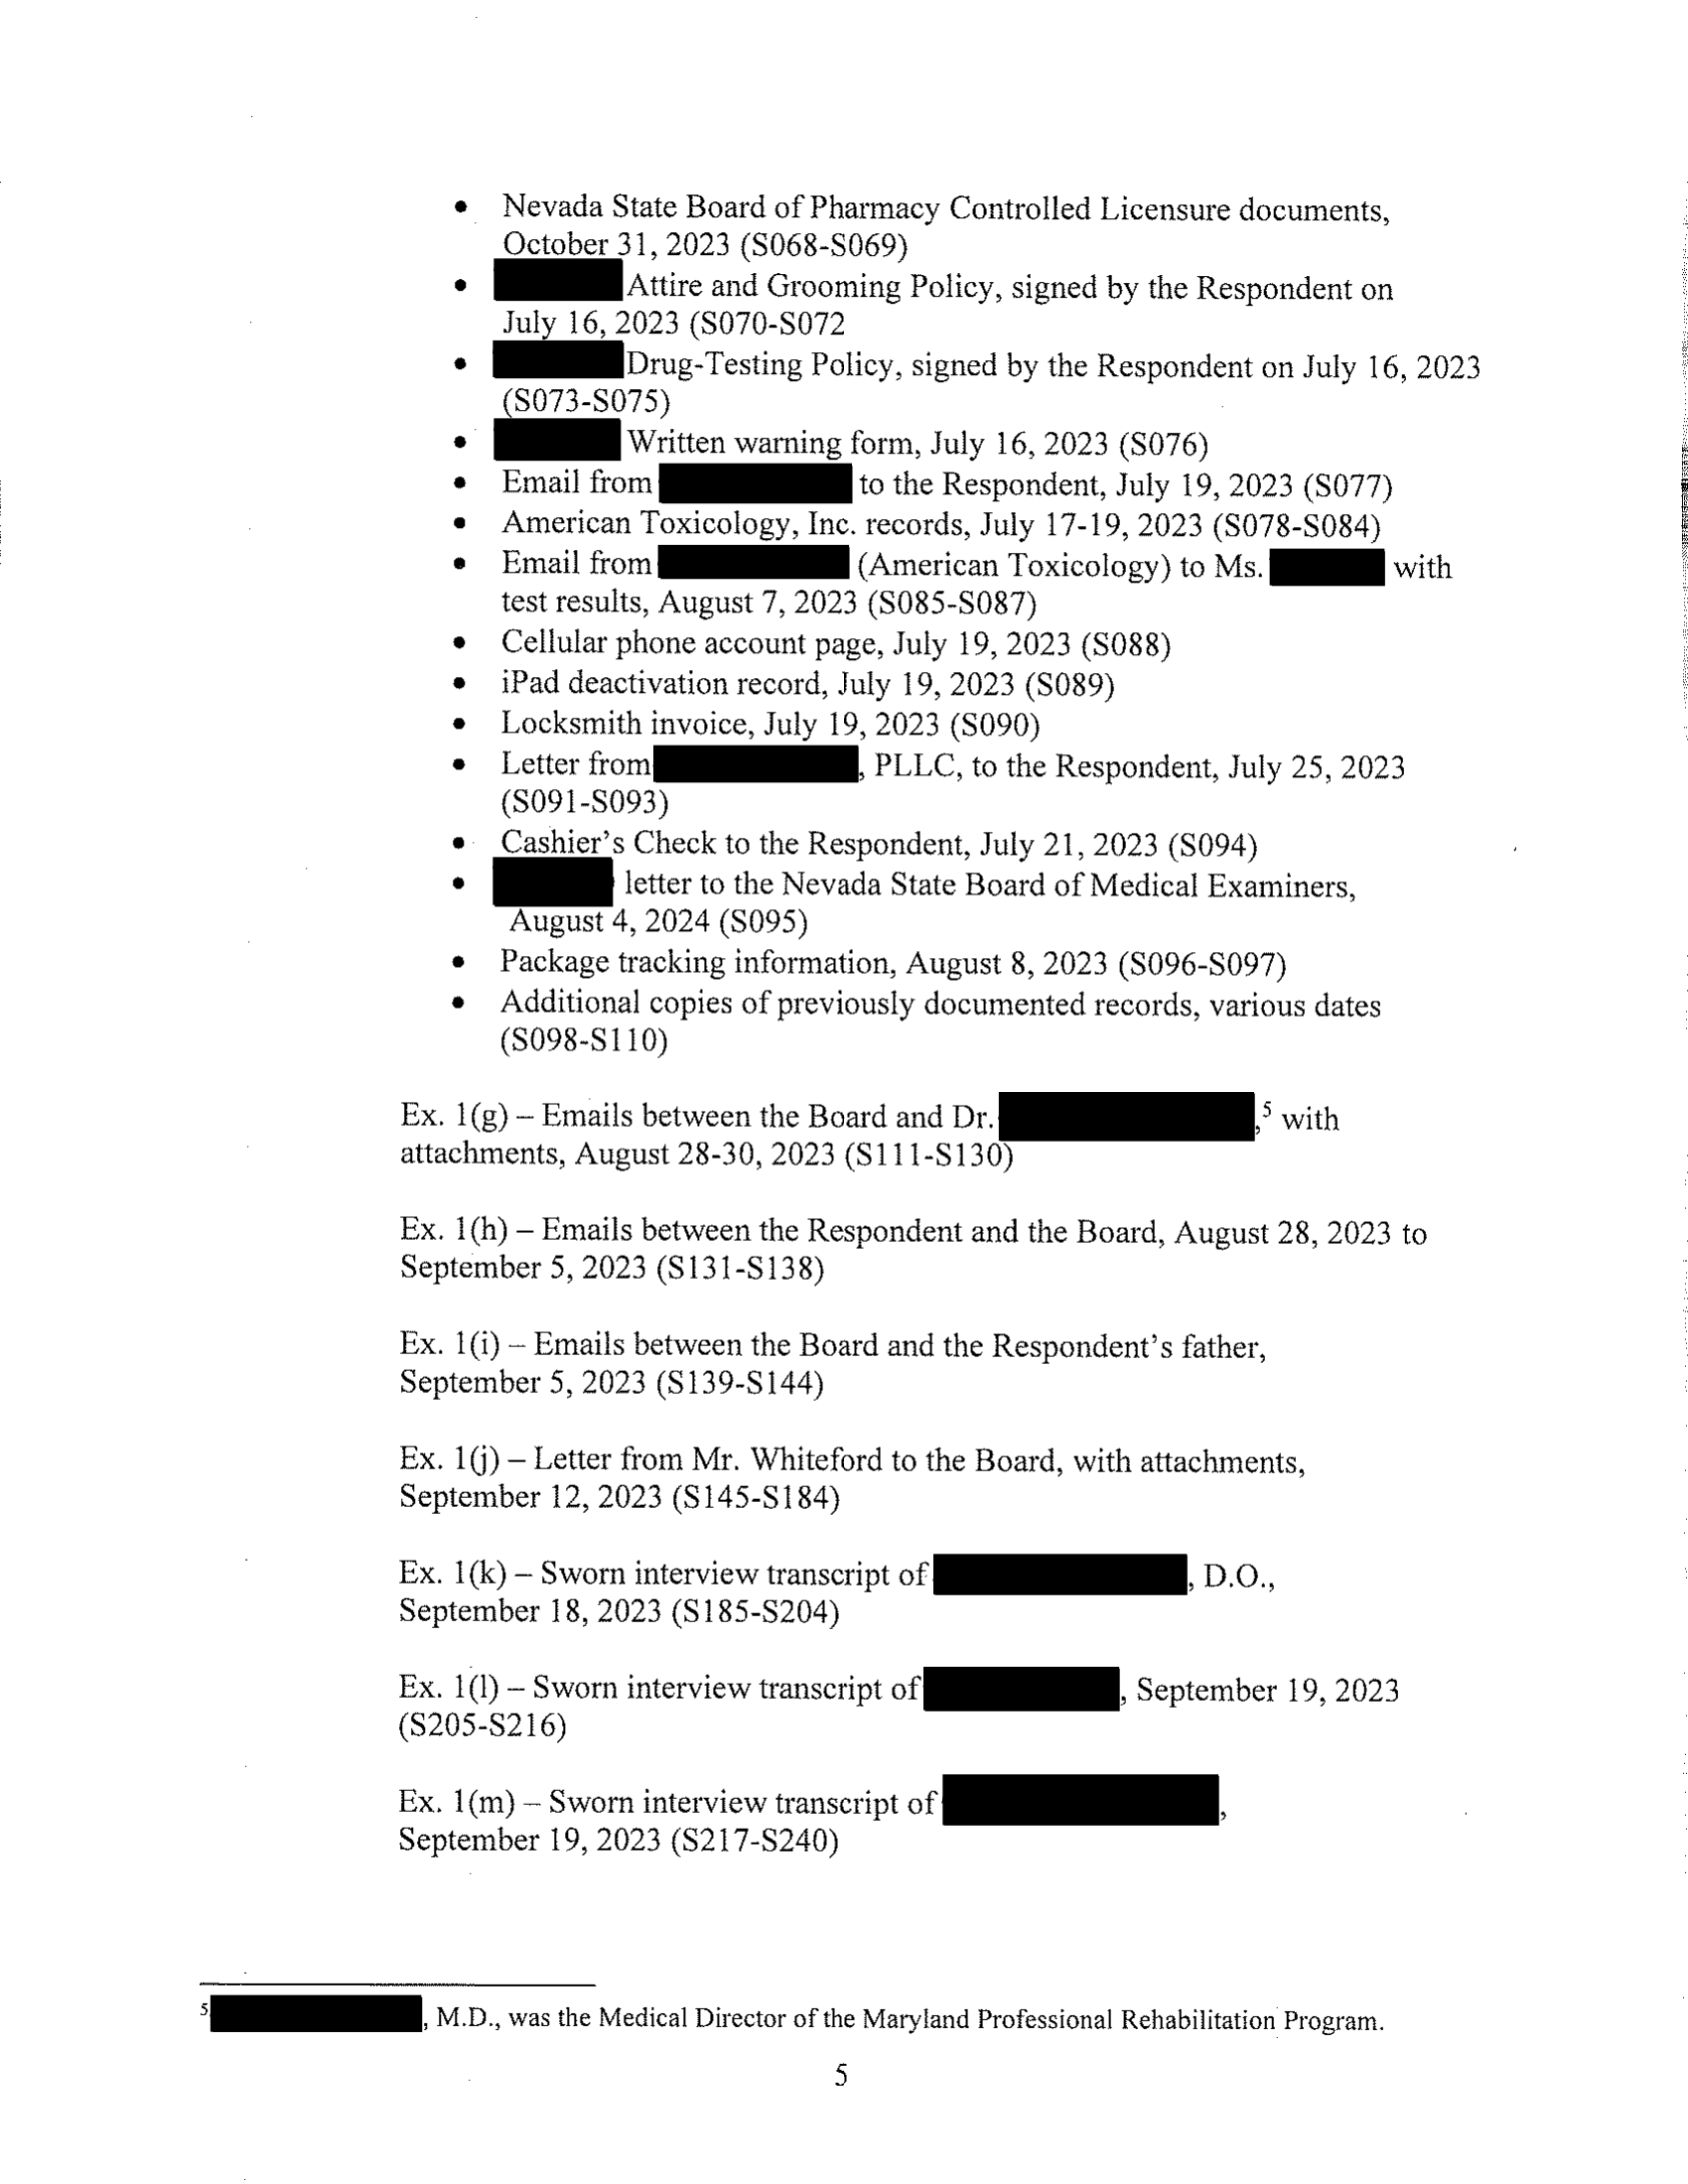 • Nevada State Board of Pharmacy Controlled Licensure documents,
October 31, 2023 (S068-S069)
• Attire and Grooming Policy, signed by the Respondent on
July 16, 2023 (S070-S072
• Drug-Testing Policy, signed by the Respondent on July 16, 2023
(S073-S075)
• Written warning form, July 16, 2023 (S076)
• Email from to the Respondent, July 19, 2023 (S077)
• American Toxicology, Inc. records, July 17-19, 2023 (S078-S084)
• Email from (American Toxicology) to Ms. with
test results, August 7, 2023 (S085-S087)
• Cellular phone account page, July 19, 2023 (S088)
• iPad deactivation record, July 19, 2023 (S089)
• Locksmith invoice, July 19, 2023 (S090)
• Letter from , PLLC, to the Respondent, July 25, 2023
(S091-S093)
• Cashier's Check to the Respondent, July 21, 2023 (S094)
• letter to the Nevada State Board of Medical Examiners,
August 4, 2024 (S095)
• Package tracking information, August 8, 2023 (S096-S097)
• Additional copies of previously documented records, various dates
(S098-S110)
Ex. 1(g) – Emails between the Board and Dr. ,5 with
attachments, August 28-30, 2023 (S111-S130)
Ex. 1(h) – Emails between the Respondent and the Board, August 28, 2023 to
September 5, 2023 (S131-S138)
Ex. 1(i) – Emails between the Board and the Respondent's father,
September 5, 2023 (S139-S144)
Ex. 1(j) – Letter from Mr. Whiteford to the Board, with attachments,
September 12, 2023 (S145-S184)
Ex. 1(k) – Sworn interview transcript of , D.O.,
September 18, 2023 (S185-S204)
Ex. 1(l) – Sworn interview transcript of , September 19, 2023
(S205-S216)
Ex. 1(m) – Sworn interview transcript of ,
September 19, 2023 (S217-S240)
5 , M.D., was the Medical Director of the Maryland Professional Rehabilitation Program.
5